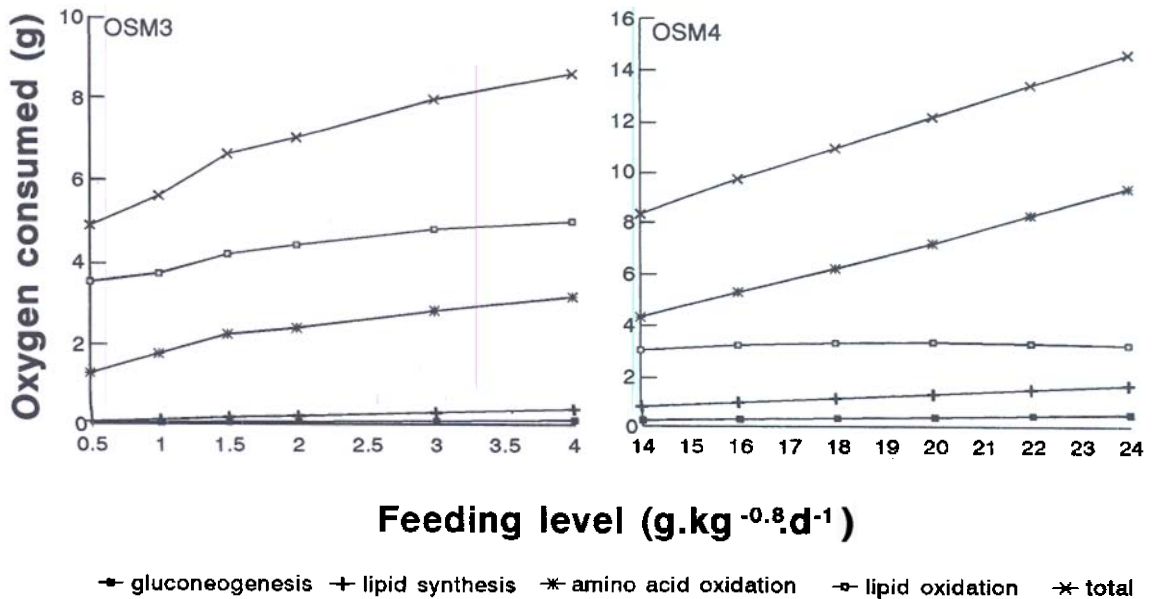 Oxygen consumed (g)
OSM3
10
8
6
4
2
0
0.5 1 1.5 2 2.5 3 3.5 4
OSM4
16
14
12
10
8
6
4
2
0
14 15 16 17 18 19 20 21 22 23 24
Feeding level (g.kg -0.8.d-1)
gluconeogenesis lipid synthesis amino acid oxidation lipid oxidation total